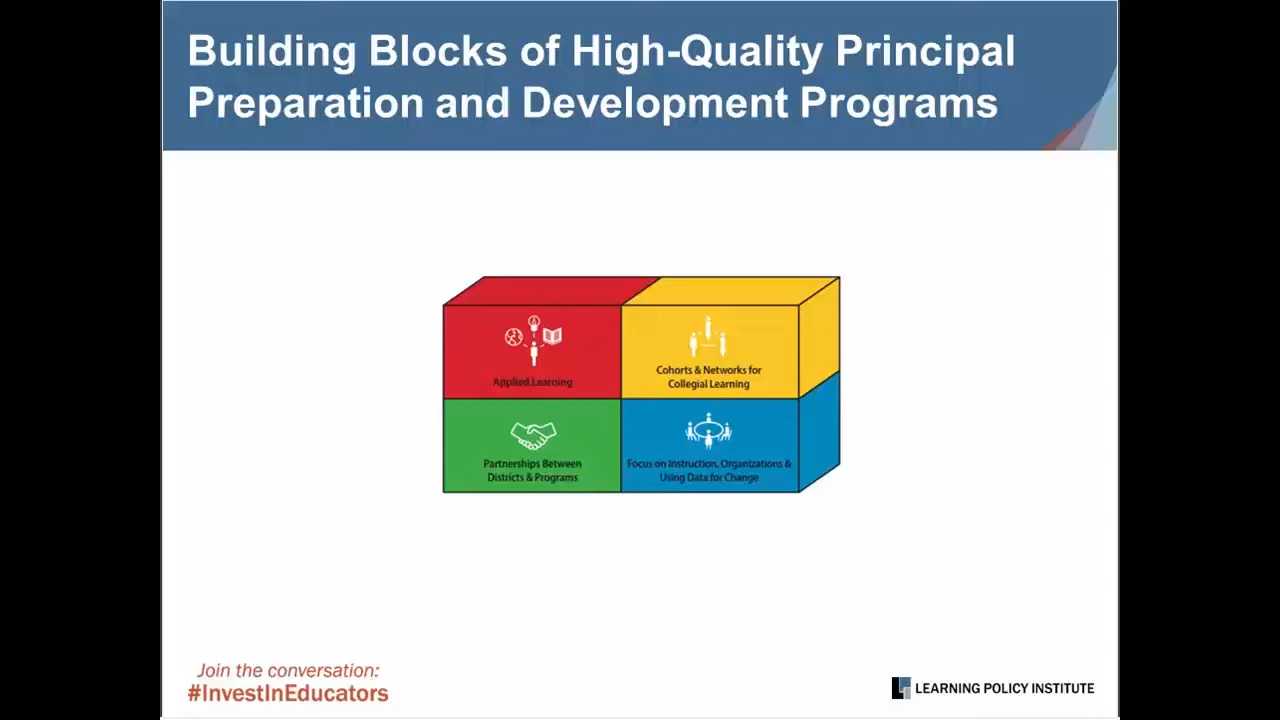 Building Blocks of High-Quality Principal
Preparation and Development Programs
Applied Learning
Cohorts & Networks for
Collegial Learning
Partnerships Between
Districts & Programs
Focus on Instruction, Organizations &
Using Data for Change
Join the conversation:
#InvestInEducators
LEARNING POLICY INSTITUTE